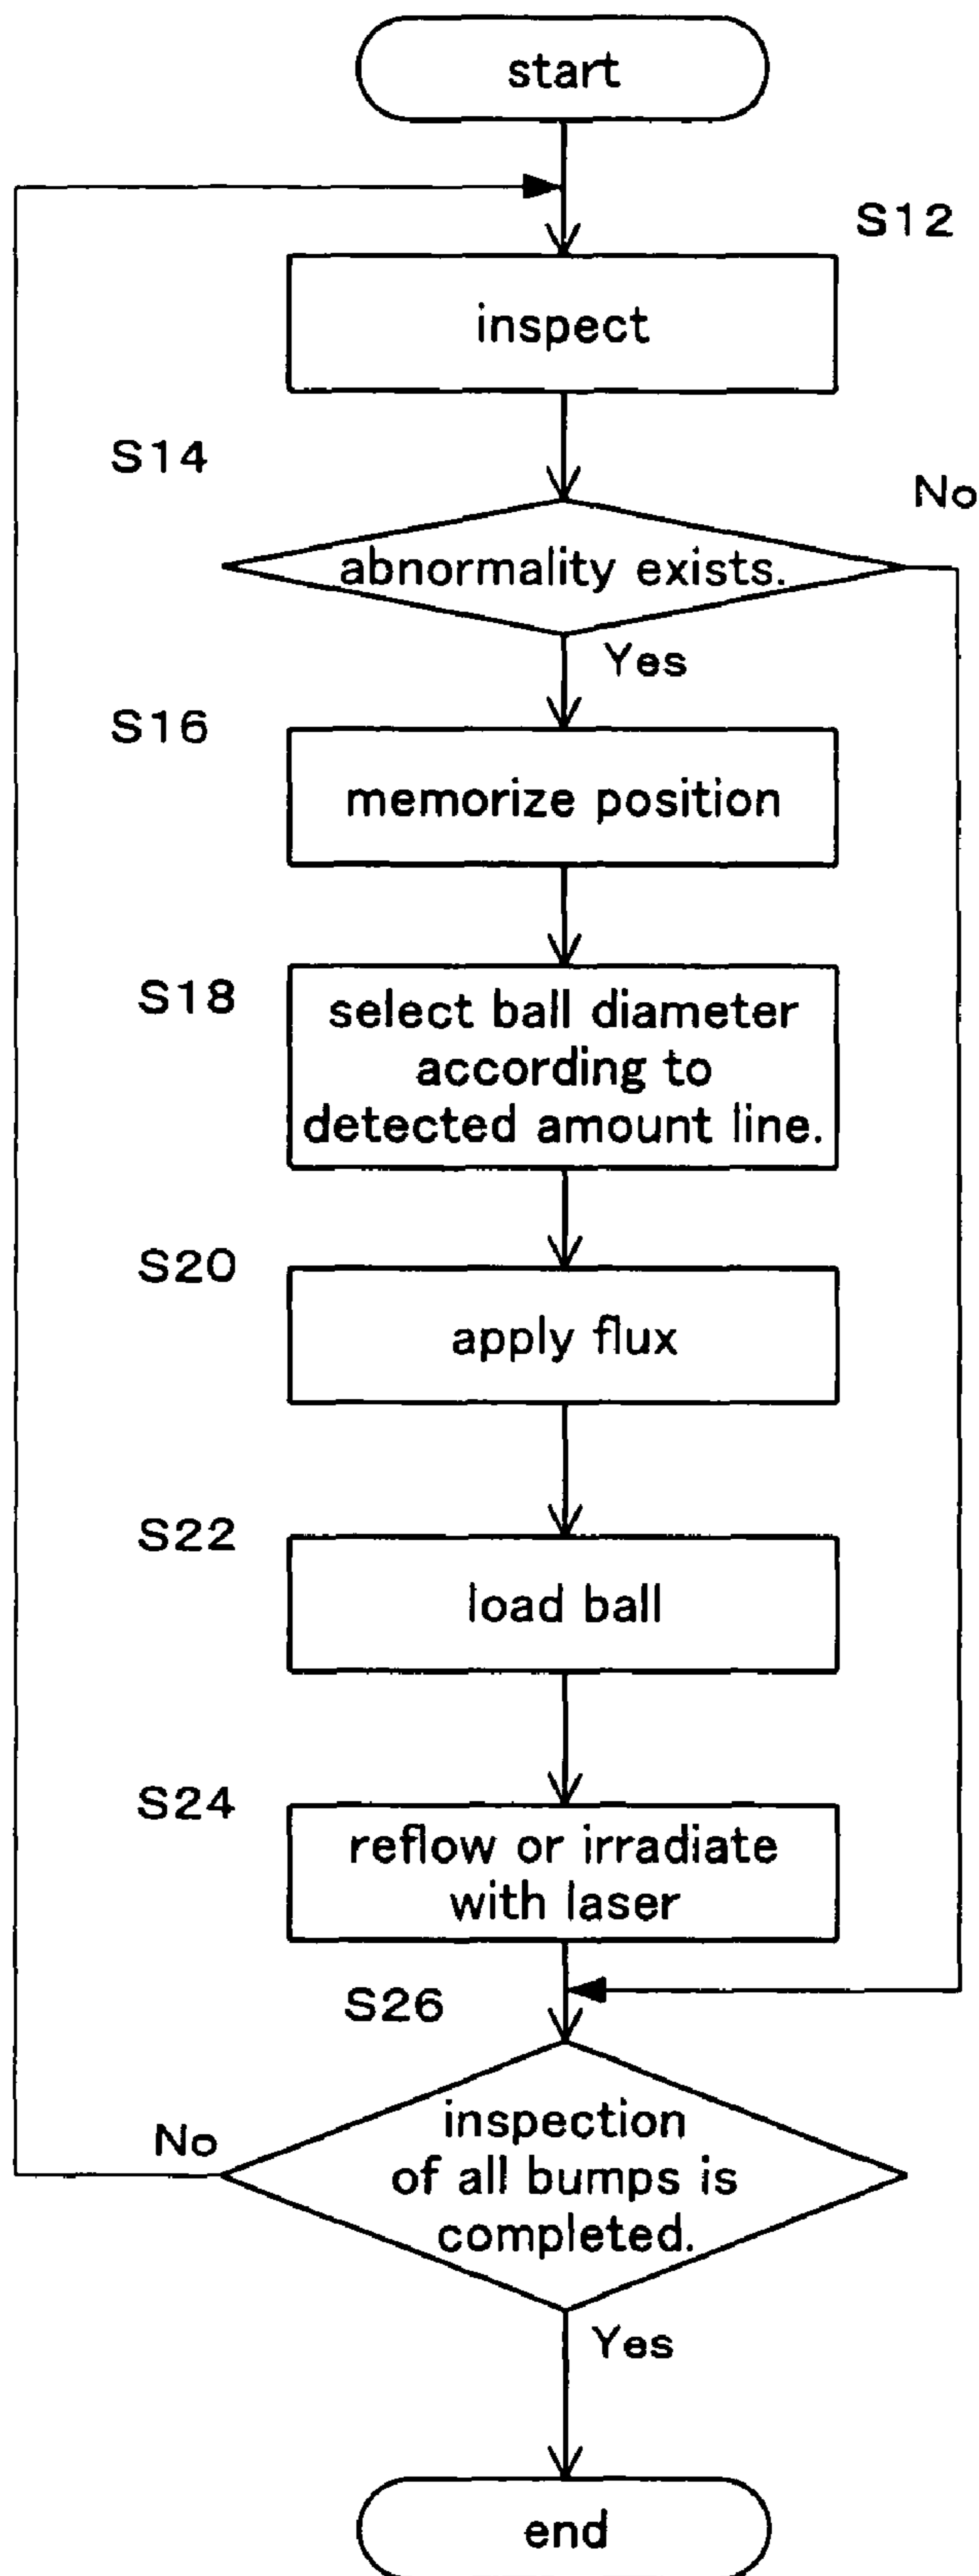 start
S12
inspect
S14
No
abnormality exists.
Yes
S16
memorize position
S18
select ball diameter
according to
detected amount line.
S20
apply flux
S22
load ball
S24
reflow or irradiate
with laser
S26
No
inspection
of all bumps is
completed.
Yes
end